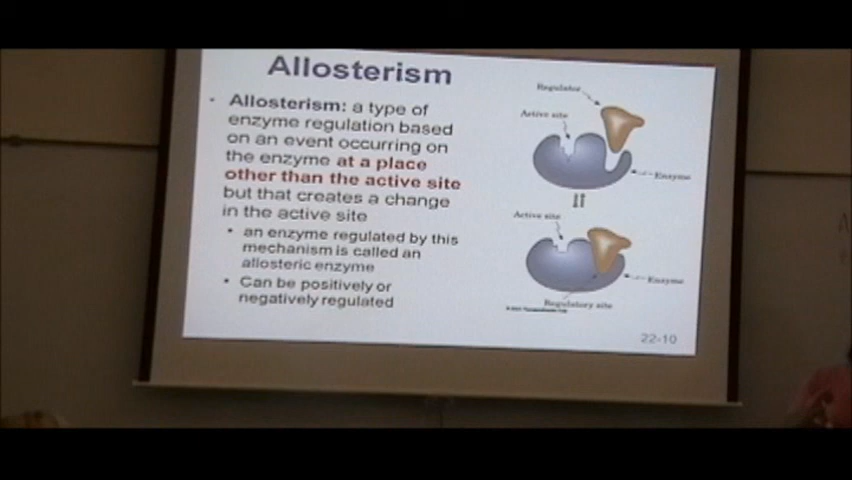 Allosterism
• Allosterism: a type of
enzyme regulation based
on an event occurring on
the enzyme at a place
other than the active site
but that creates a change
in the active site
• an enzyme regulated by this
mechanism is called an
allosteric enzyme
• Can be positively or
negatively regulated
Regulator
Active site
Enzyme
Active site
Enzyme
Regulatory site
22-10